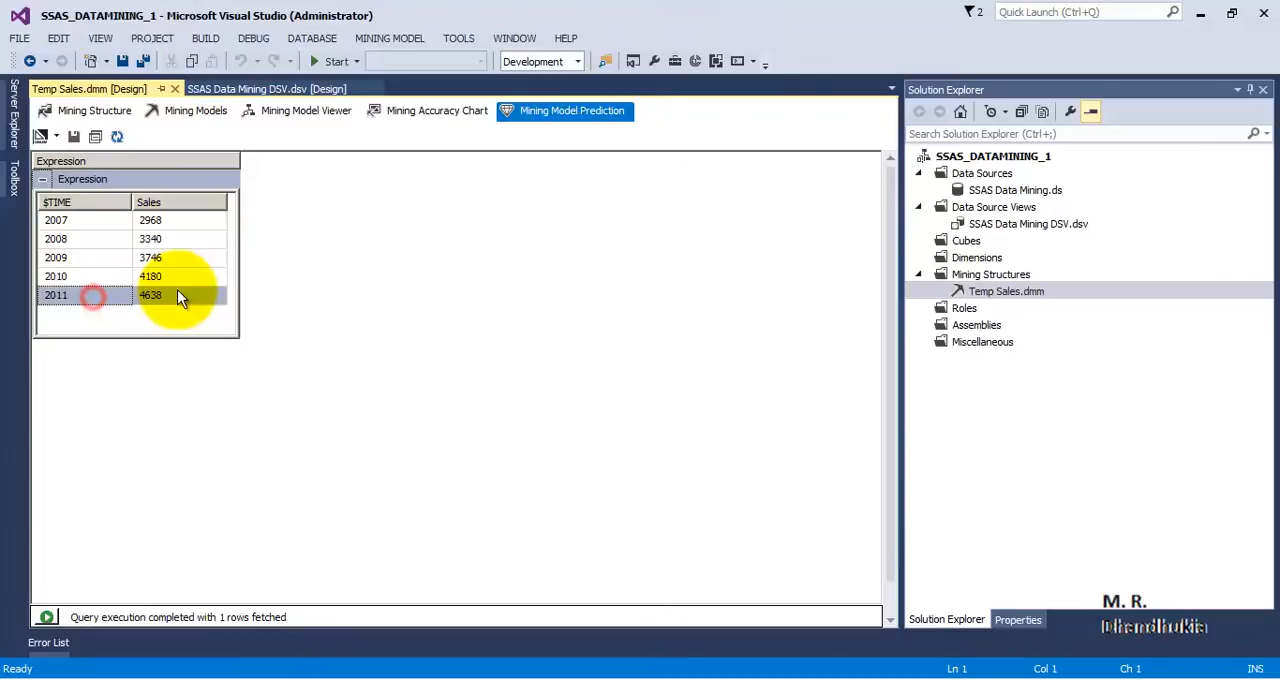 SSAS_DATAMINING_1 - Microsoft Visual Studio (Administrator)
2
Quick Launch (Ctrl+Q)
FILE EDIT VIEW PROJECT BUILD DEBUG DATABASE MINING MODEL TOOLS WINDOW HELP
Start Development
Temp Sales.dmm [Design] SSAS Data Mining DSV.dsv [Design]
Mining Structure Mining Models Mining Model Viewer Mining Accuracy Chart Mining Model Prediction
Server Explorer
Toolbox
Expression
Expression
$TIME Sales
2007 2968
2008 3340
2009 3746
2010 4180
2011 4638
Query execution completed with 1 rows fetched
Solution Explorer
Search Solution Explorer (Ctrl+;)
SSAS_DATAMINING_1
Data Sources
SSAS Data Mining.ds
Data Source Views
SSAS Data Mining DSV.dsv
Cubes
Dimensions
Mining Structures
Temp Sales.dmm
Roles
Assemblies
Miscellaneous
M. R.
Dhandhukia
Solution Explorer Properties
Error List
Ready Ln 1 Col 1 Ch 1 INS